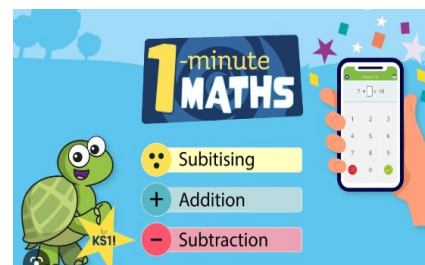 1-minute
MATHS
Subitising
+ Addition
− Subtraction
for
KS1!
7 + = 10
1 2 3
4 5 6
7 8 9
0